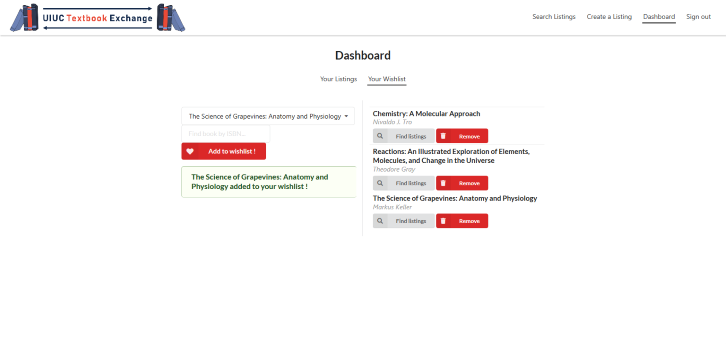 UIUC Textbook Exchange
Search Listings
Create a Listing
Dashboard
Sign out
Dashboard
Your Listings
Your Wishlist
The Science of Grapevines: Anatomy and Physiology
Find book by ISBN...
Add to wishlist !
The Science of Grapevines: Anatomy and
Physiology added to your wishlist !
Chemistry: A Molecular Approach
Nivaldo J. Tro
Find listings
Remove
Reactions: An Illustrated Exploration of Elements,
Molecules, and Change in the Universe
Theodore Gray
Find listings
Remove
The Science of Grapevines: Anatomy and Physiology
Markus Keller
Find listings
Remove